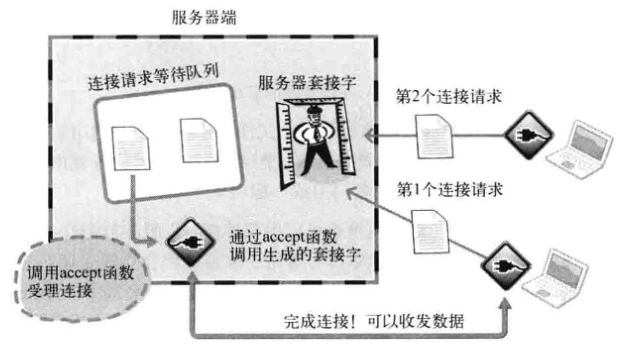 服务器端
连接请求等待队列
服务器套接字
第2个连接请求
第1个连接请求
通过accept函数
调用生成的套接字
调用accept函数
受理连接
完成连接！可以收发数据